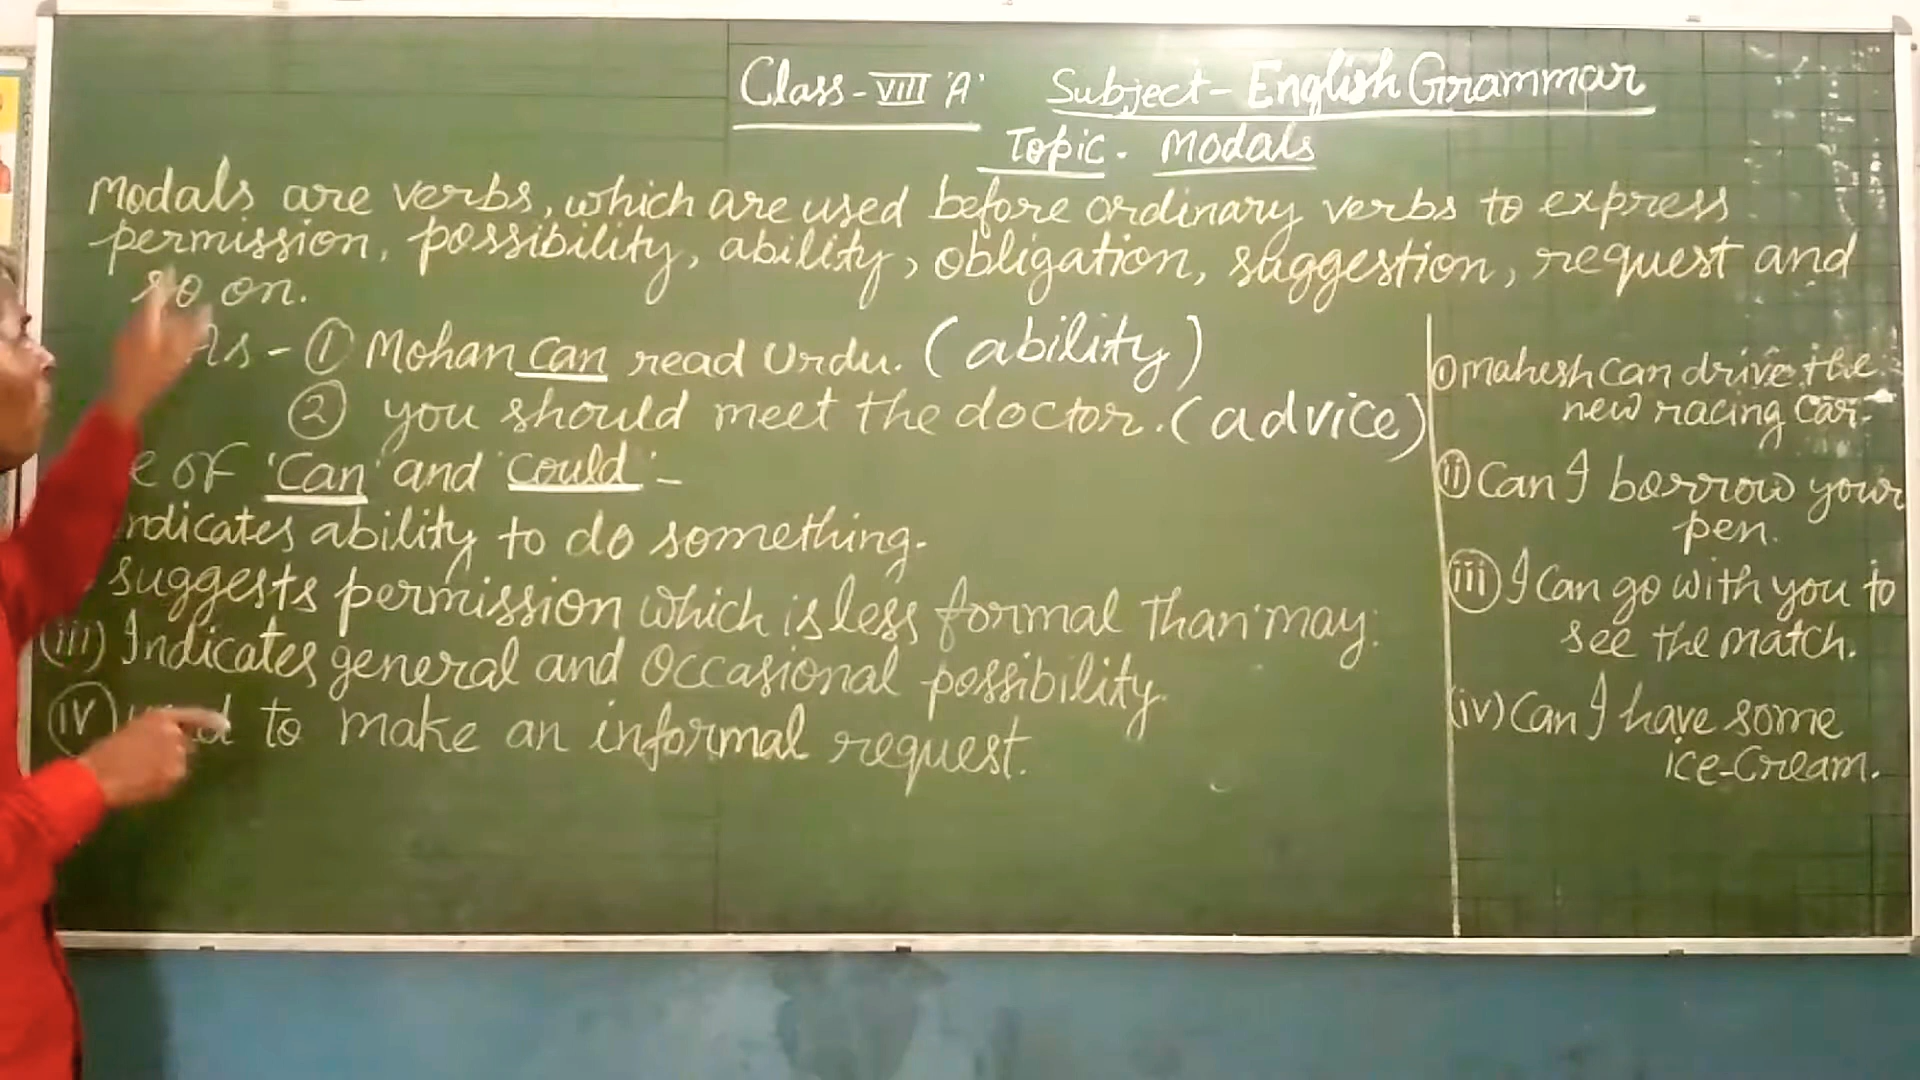 Class-VIII 'A' Subject-English Grammar
Topic. Modals
Modals are verbs, which are used before ordinary verbs to express
permission, possibility, ability, obligation, suggestion, request and
so on.
As - ① Mohan can read Urdu. (ability)
② you should meet the doctor. (advice)
of 'Can' and 'Could' -
ndicates ability to do something.
suggests permission which is less formal than 'may.'
(iii) Indicates general and occasional possibility.
(iv) to make an informal request.
(i) Mahesh can drive the
new racing car.
(ii) Can I borrow your
pen.
(iii) I can go with you to
see the match.
(iv) Can I have some
ice-cream.